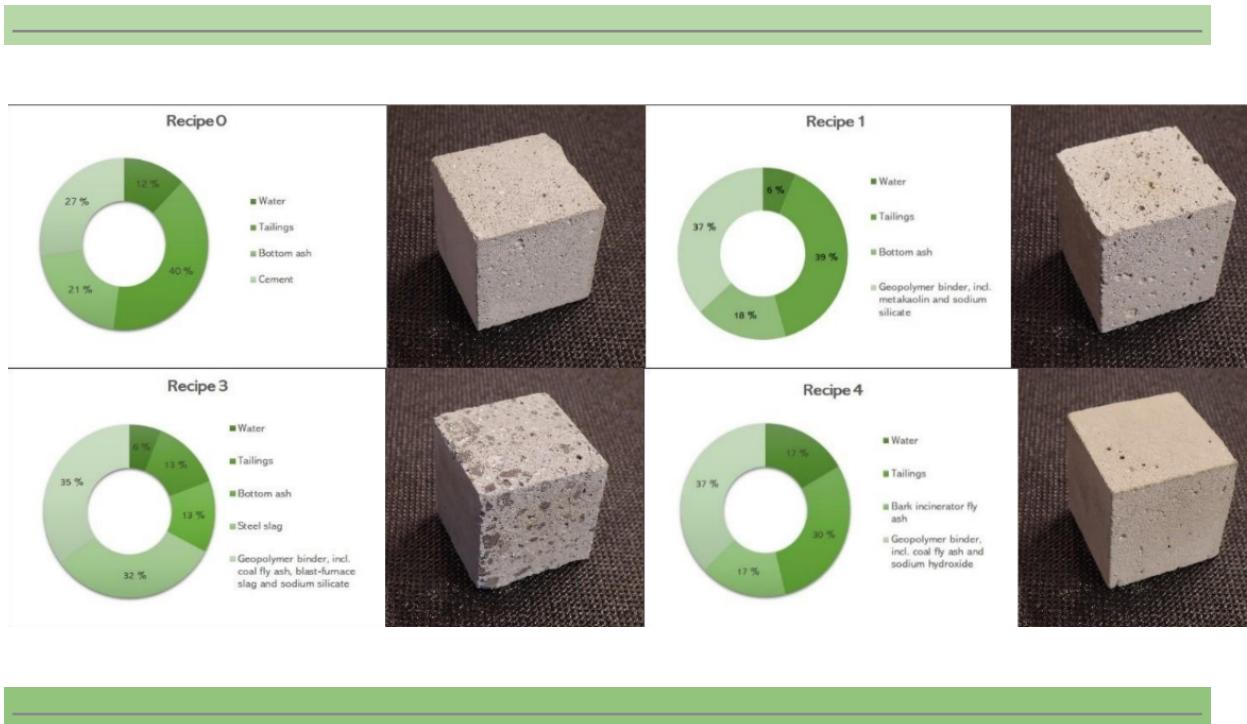 Recipe 0
12 %
40 %
21 %
27 %
Water
Tailings
Bottom ash
Cement
Recipe 1
6 %
39 %
18 %
37 %
Water
Tailings
Bottom ash
Geopolymer binder, incl.
metakaolin and sodium
silicate
Recipe 3
6 %
13 %
13 %
32 %
35 %
Water
Tailings
Bottom ash
Steel slag
Geopolymer binder, incl.
coal fly ash, blast-furnace
slag and sodium silicate
Recipe 4
17 %
30 %
17 %
37 %
Water
Tailings
Bark incinerator fly
ash
Geopolymer binder,
incl. coal fly ash and
sodium hydroxide